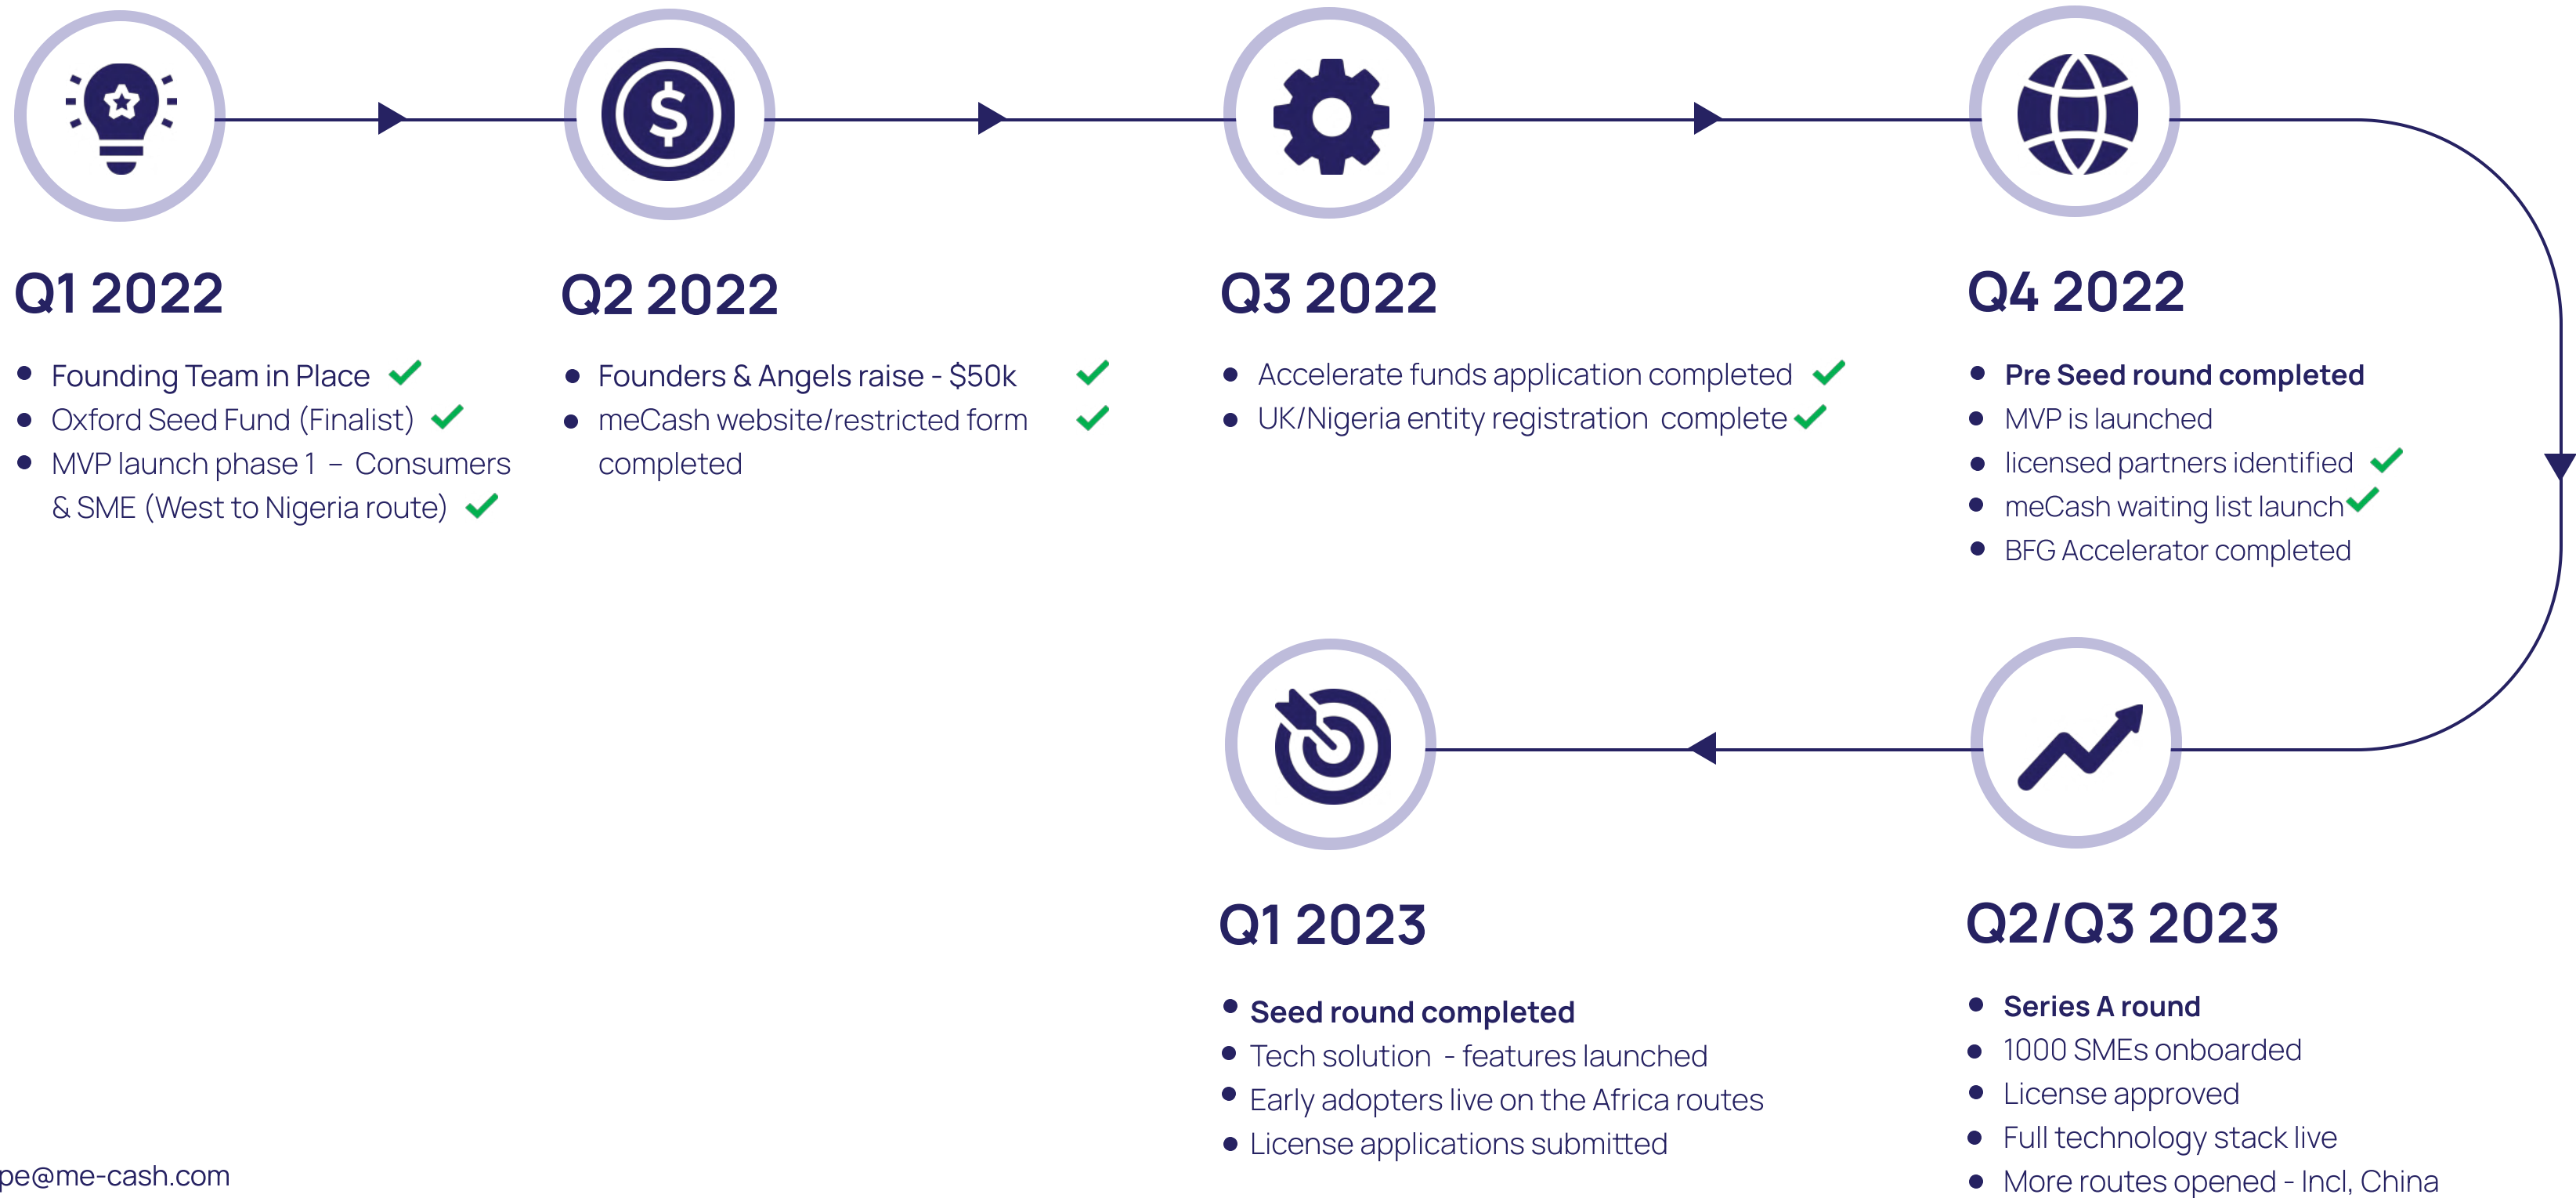 Q1 2022
Founding Team in Place
Oxford Seed Fund (Finalist)
MVP launch phase 1 – Consumers
& SME (West to Nigeria route)
Q2 2022
Founders & Angels raise - $50k
meCash website/restricted form
completed
Q3 2022
Accelerate funds application completed
UK/Nigeria entity registration complete
Q4 2022
Pre Seed round completed
MVP is launched
licensed partners identified
meCash waiting list launch
BFG Accelerator completed
Q1 2023
Seed round completed
Tech solution - features launched
Early adopters live on the Africa routes
License applications submitted
Q2/Q3 2023
Series A round
1000 SMEs onboarded
License approved
Full technology stack live
More routes opened - Incl, China
pe@me-cash.com